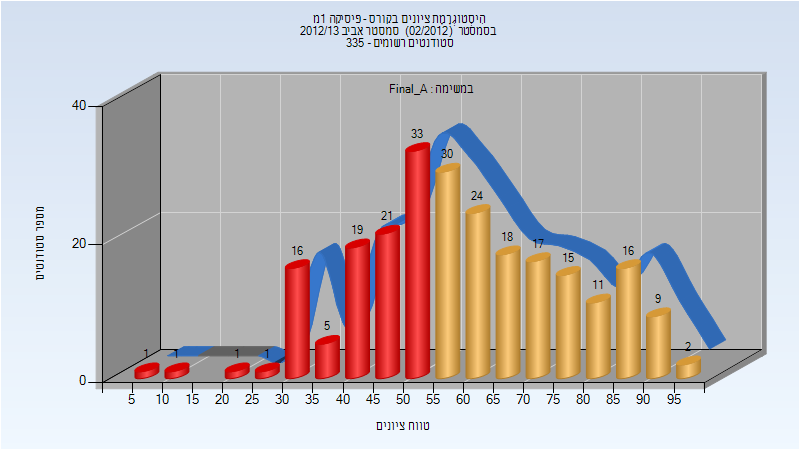 היסטוגרמת ציונים בקורס - פיסיקה 1מ
בסמסטר (02/2012) סמסטר אביב 2012/13
סטודנטים רשומים - 335
במשימה : Final_A
מספר סטודנטים
40
20
0
1 1 1 1 16 5 19 21 33 30 24 18 17 15 11 16 9 2
5 10 15 20 25 30 35 40 45 50 55 60 65 70 75 80 85 90 95
טווח ציונים